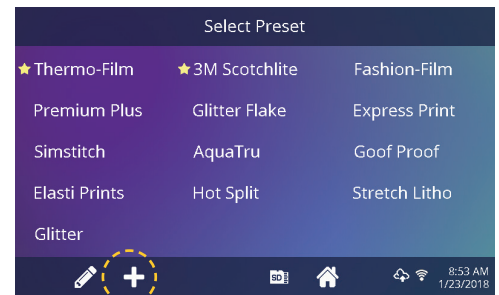 Select Preset
Thermo-Film 3M Scotchlite Fashion-Film
Premium Plus Glitter Flake Express Print
Simstitch AquaTru Goof Proof
Elasti Prints Hot Split Stretch Litho
Glitter
SD 8:53 AM
1/23/2018